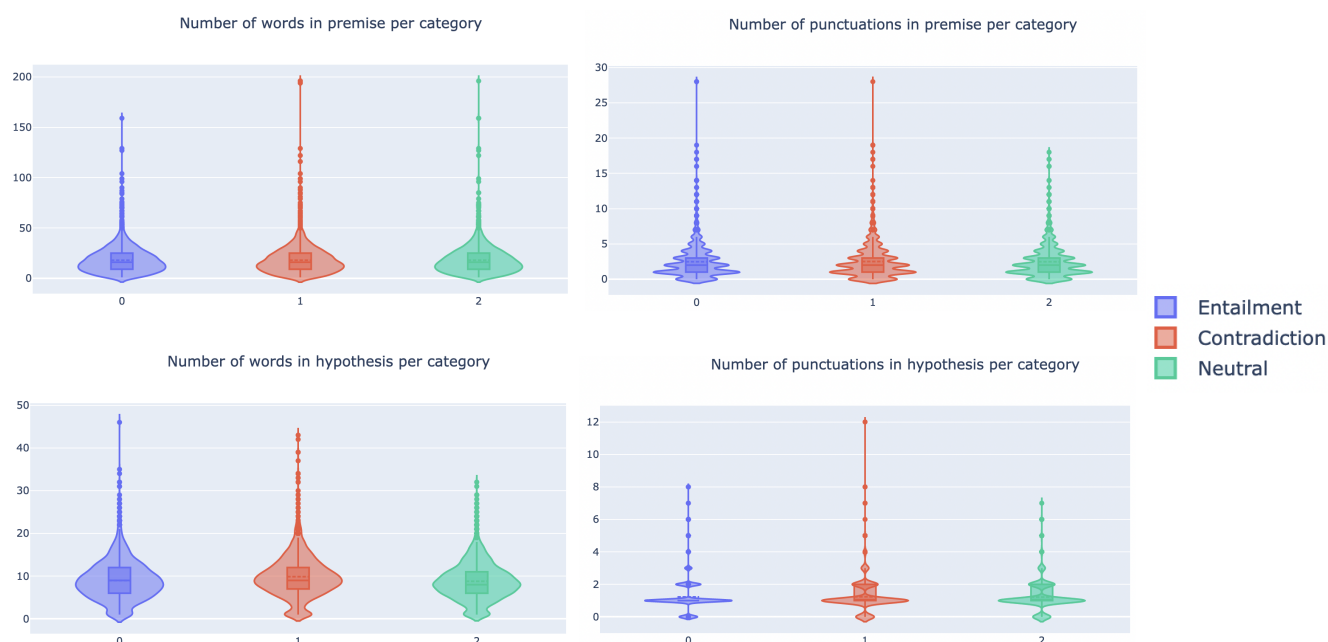 Number of words in premise per category
200
150
100
50
0
0 1 2
Number of punctuations in premise per category
30
25
20
15
10
5
0
0 1 2
Entailment
Contradiction
Neutral
Number of words in hypothesis per category
50
40
30
20
10
0
0 1 2
Number of punctuations in hypothesis per category
12
10
8
6
4
2
0
0 1 2